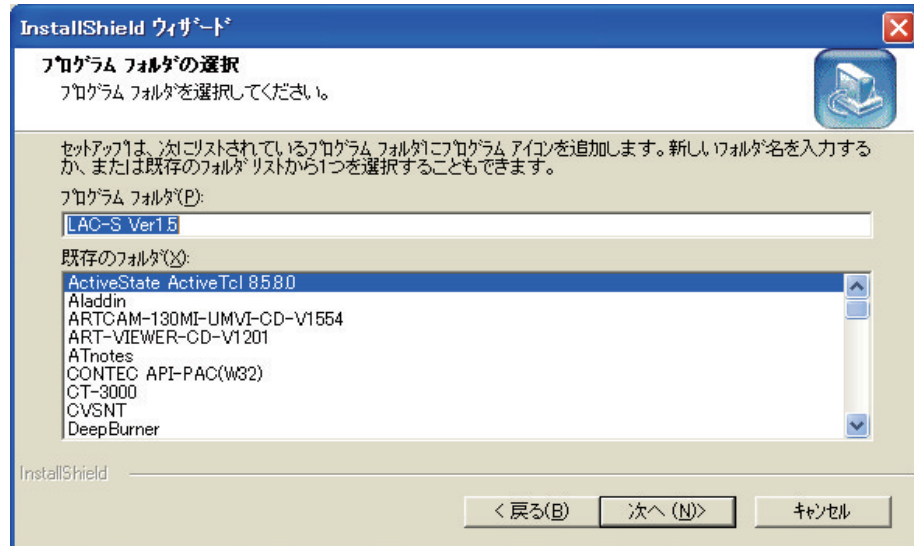 InstallShield ウィザード
プログラム フォルダの選択
プログラム フォルダを選択してください。
セットアップは、次にリストされているプログラム フォルダにプログラム アイコンを追加します。新しいフォルダ名を入力する
か、または既存のフォルダ リストから1つを選択することもできます。
プログラム フォルダ(P):
LAC-S Ver1.5
既存のフォルダ(X):
ActiveState ActiveTcl 8.5.8.0
Aladdin
ARTCAM-130MI-UMVI-CD-V1554
ART-VIEWER-CD-V1201
ATnotes
CONTEC API-PAC(W32)
CT-3000
CVSNT
DeepBurner
InstallShield
< 戻る(B) 次へ (N)> キャンセル